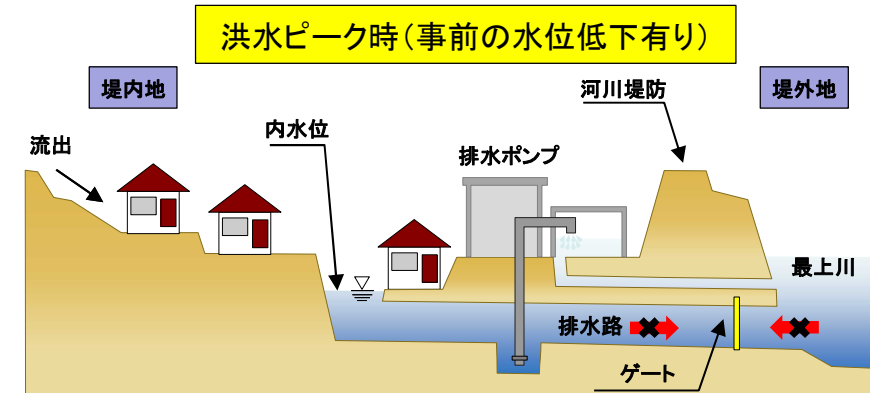 洪水ピーク時（事前の水位低下有り）
堤内地
河川堤防
堤外地
流出
内水位
排水ポンプ
最上川
排水路
ゲート